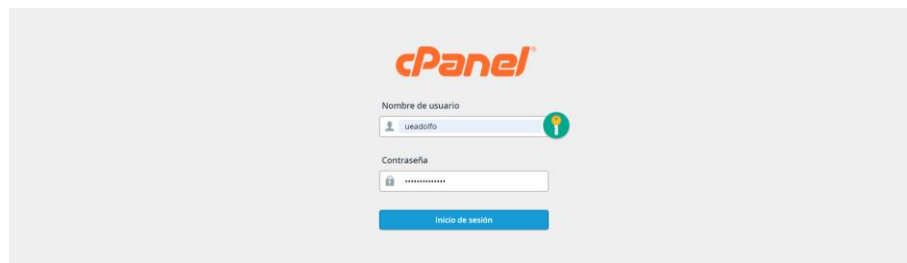 cPanel®
Nombre de usuario
ueadolfo
Contraseña
••••••••••••••
Inicio de sesión